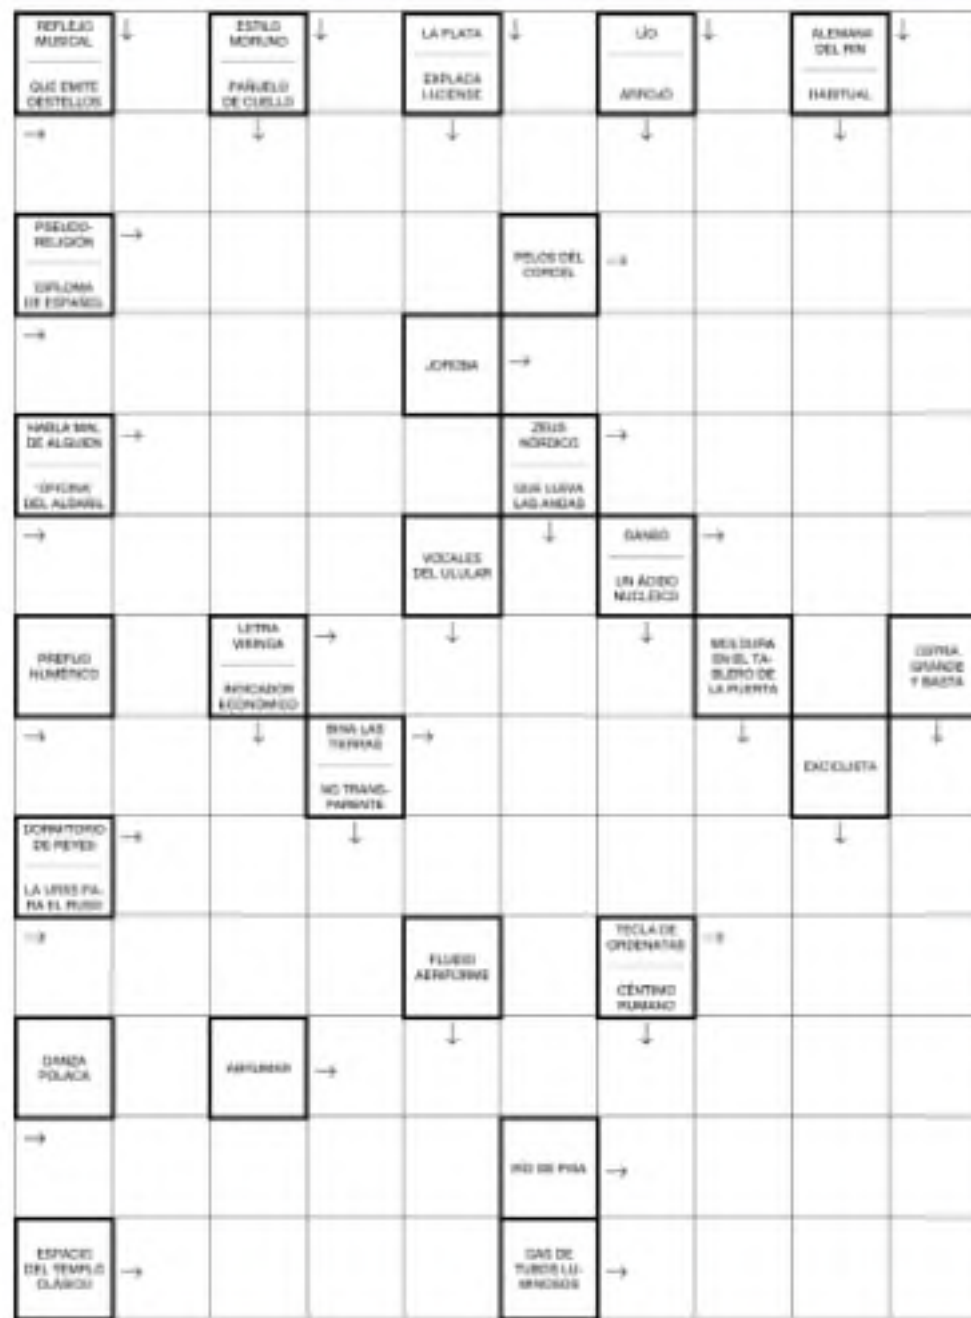 REFLEJO
MUSICAL
QUE EMITE
DESTELLOS
ESTILO
MORUNO
PAÑUELO
DE CUELLO
LA PLATA
EXPLACA
LUCENSE
LÍO
ARROJO
ALEMANA
DEL RIN
HABITUAL
PSEUDO-
RELIGIÓN
DIPLOMA
DE ESPAÑOL
PELOS DEL
CORCEL
JOROBA
HABLA MAL
DE ALGUIEN
"OFICINA"
DEL ALBAÑIL
ZEUS
NÓRDICO
QUE LLEVA
LAS ANDAS
VOCALES
DEL ULULAR
GANSO
UN ÁCIDO
NUCLEICO
PREFIJO
NUMÉRICO
LETRA
VIKINGA
INDICADOR
ECONÓMICO
MOLDURA
EN EL TA-
BLERO DE
LA PUERTA
GRANDE
Y BASTA
BINA LAS
TIERRAS
NO TRANS-
PARENTE
EXCICLISTA
DORMITORIO
DE REYES
LA URSS PA-
RA EL RUSO
FLUIDO
AERIFORME
TECLA DE
ORDENATAS
CÉNTIMO
RUMANO
DANZA
POLACA
ABRUMAR
RÍO DE PISA
ESPACIO
DEL TEMPLO
CLÁSICO
GAS DE
TUBOS LU-
MINOSOS